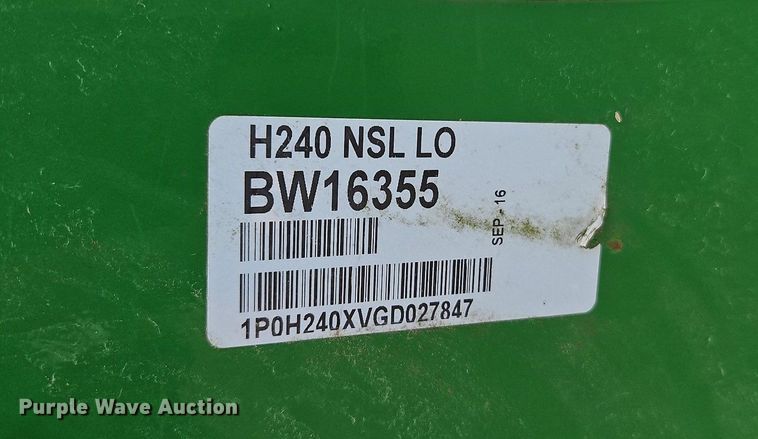 H240 NSL LO
BW16355
SEP - 16
1P0H240XVGD027847
Purple Wave Auction